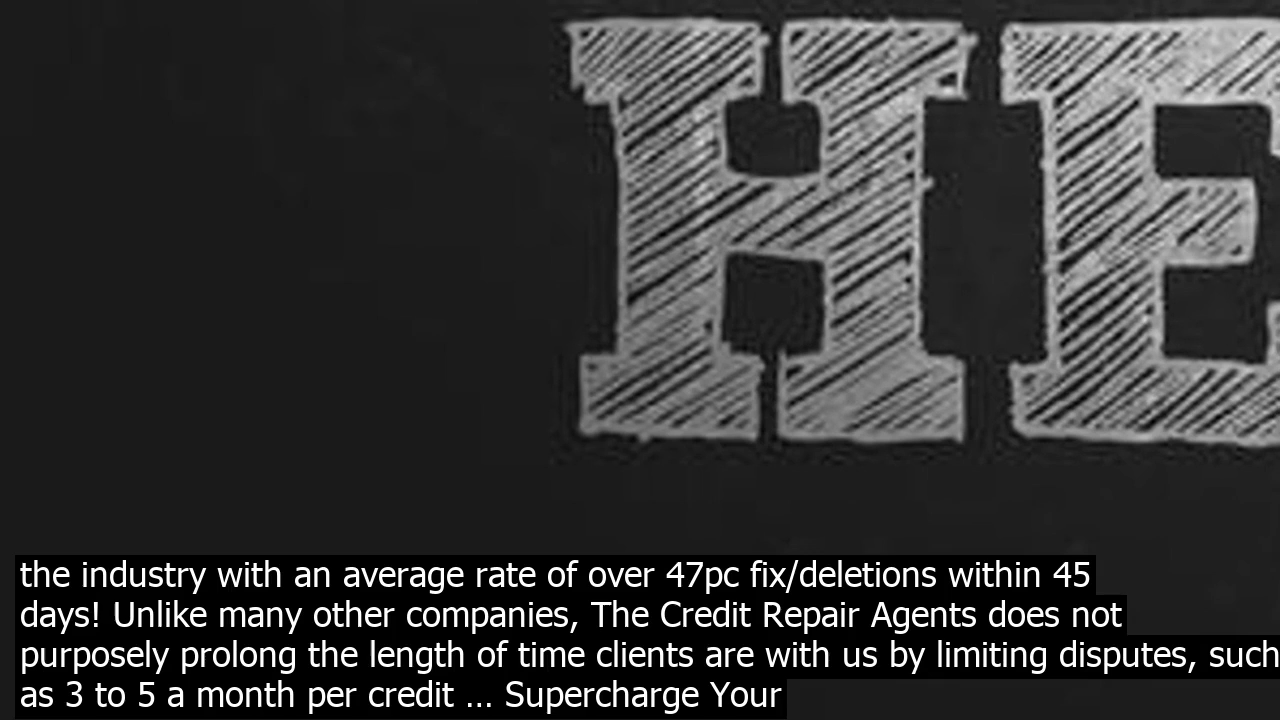 HE
the industry with an average rate of over 47pc fix/deletions within 45
days! Unlike many other companies, The Credit Repair Agents does not
purposely prolong the length of time clients are with us by limiting disputes, such
as 3 to 5 a month per credit ... Supercharge Your